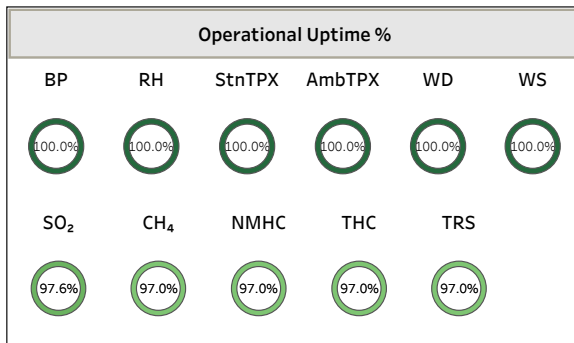 Operational Uptime %
BP RH StnTPX AmbTPX WD WS
100.0% 100.0% 100.0% 100.0% 100.0% 100.0%
SO₂ CH₄ NMHC THC TRS
97.6% 97.0% 97.0% 97.0% 97.0%